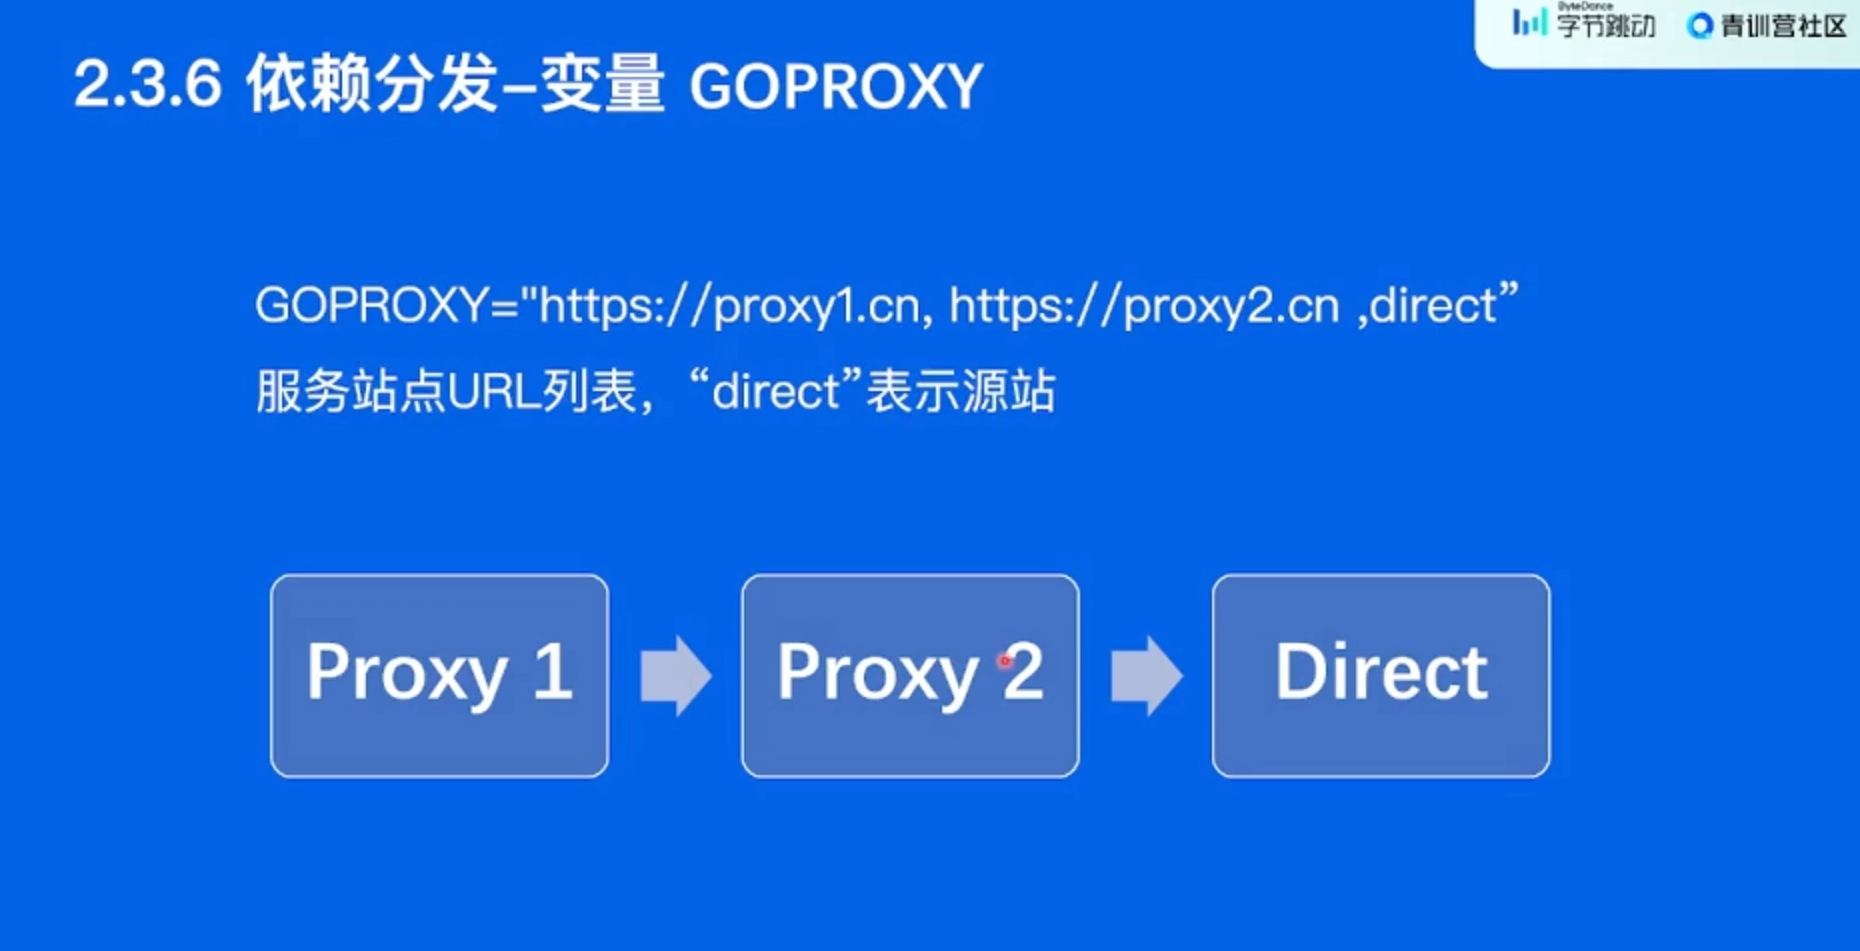 ByteDance
字节跳动
青训营社区
2.3.6 依赖分发-变量 GOPROXY
GOPROXY="https://proxy1.cn, https://proxy2.cn ,direct”
服务站点URL列表，“direct”表示源站
Proxy 1
Proxy 2
Direct